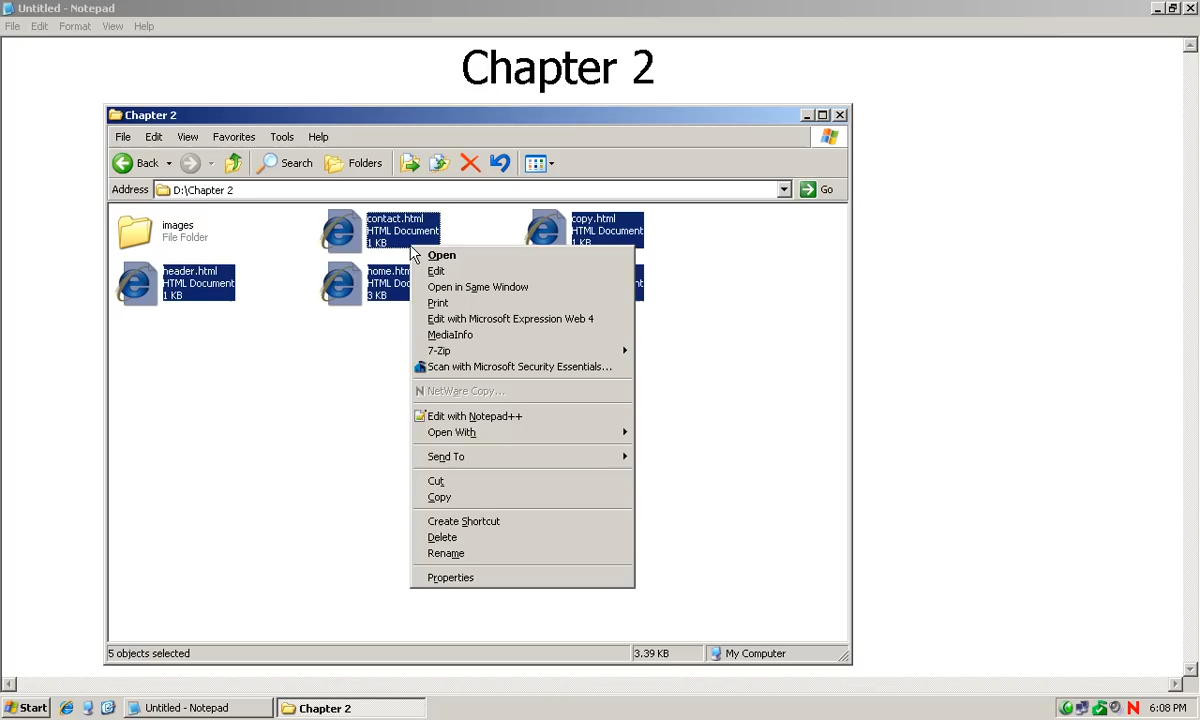 Untitled - Notepad
File Edit Format View Help
Chapter 2
Chapter 2
File Edit View Favorites Tools Help
Back Search Folders
Address D:\Chapter 2 Go
images
File Folder
contact.html
HTML Document
1 KB
copy.html
HTML Document
1 KB
header.html
HTML Document
1 KB
3 KB
Open
Edit
Open in Same Window
Print
Edit with Microsoft Expression Web 4
MediaInfo
7-Zip
Scan with Microsoft Security Essentials...
N NetWare Copy...
Edit with Notepad++
Open With
Send To
Cut
Copy
Create Shortcut
Delete
Rename
Properties
5 objects selected 3.39 KB My Computer
Start Untitled - Notepad Chapter 2 N 6:08 PM